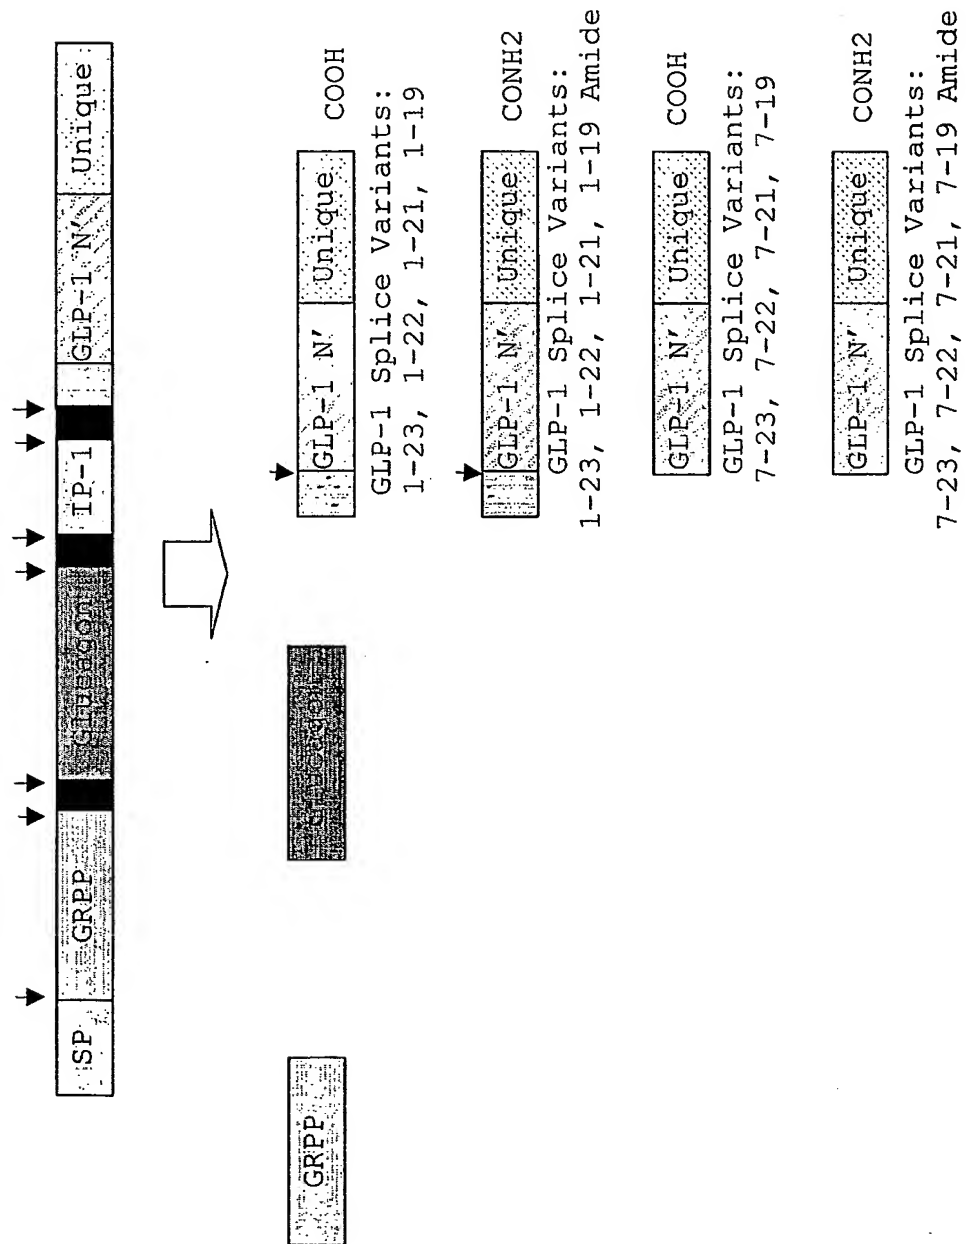 SP GRPP Glucagon IP-1 GLP-1 N' Unique
GRPP
Glucagon
GLP-1 N' Unique COOH
GLP-1 Splice Variants:
1-23, 1-22, 1-21, 1-19
GLP-1 N' Unique CONH2
GLP-1 Splice Variants:
1-23, 1-22, 1-21, 1-19 Amide
GLP-1 N' Unique COOH
GLP-1 Splice Variants:
7-23, 7-22, 7-21, 7-19
GLP-1 N' Unique CONH2
GLP-1 Splice Variants:
7-23, 7-22, 7-21, 7-19 Amide